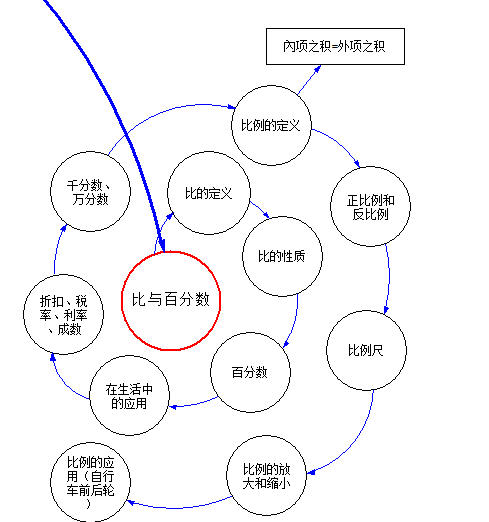 内项之积=外项之积
比例的定义
千分数、
万分数
比的定义
正比例和
反比例
比的性质
比与百分数
折扣、税
率、利率
、成数
比例尺
百分数
在生活中
的应用
比例的应
用（自行
车前后轮
）
比例的放
大和缩小